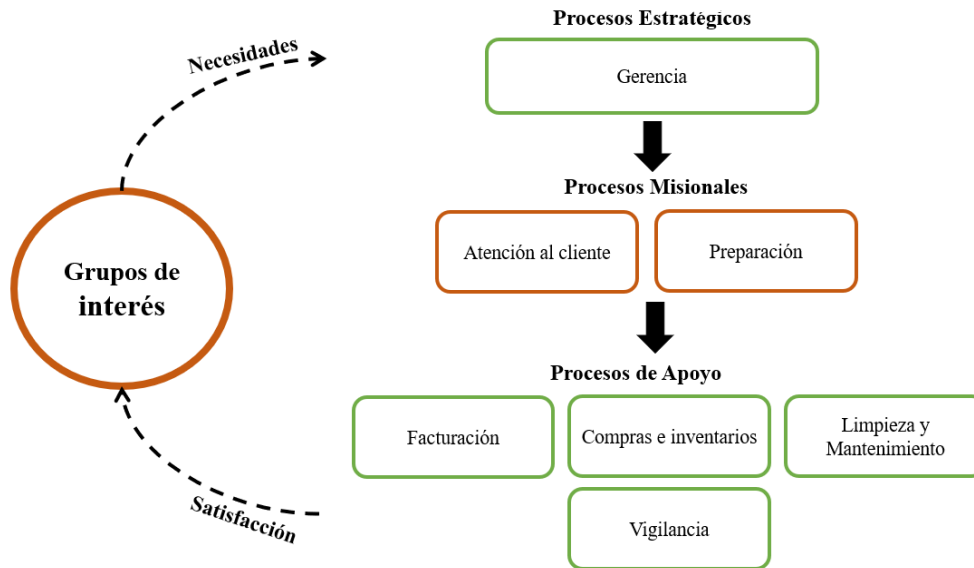 Procesos Estratégicos
Necesidades
Gerencia
Procesos Misionales
Atención al cliente
Preparación
Grupos de
interés
Procesos de Apoyo
Facturación
Compras e inventarios
Limpieza y
Mantenimiento
Satisfacción
Vigilancia